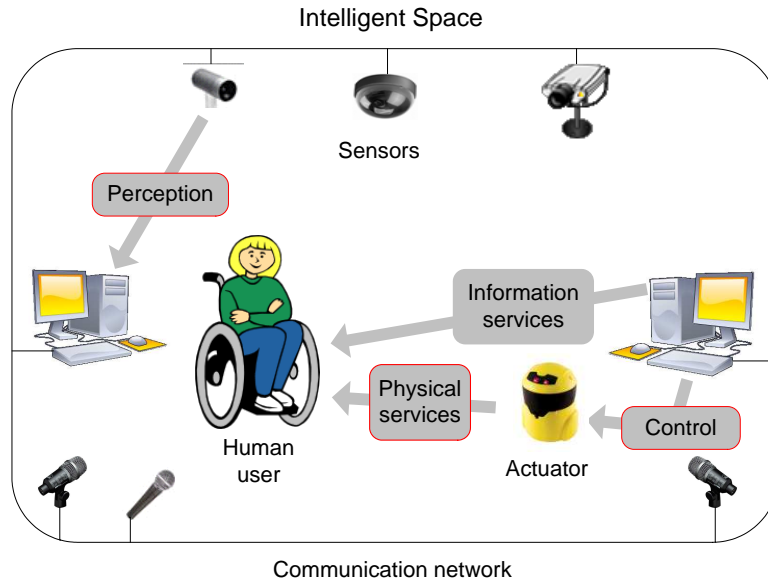 Intelligent Space
Sensors
Perception
Information
services
Physical
services
Control
Human
user
Actuator
Communication network